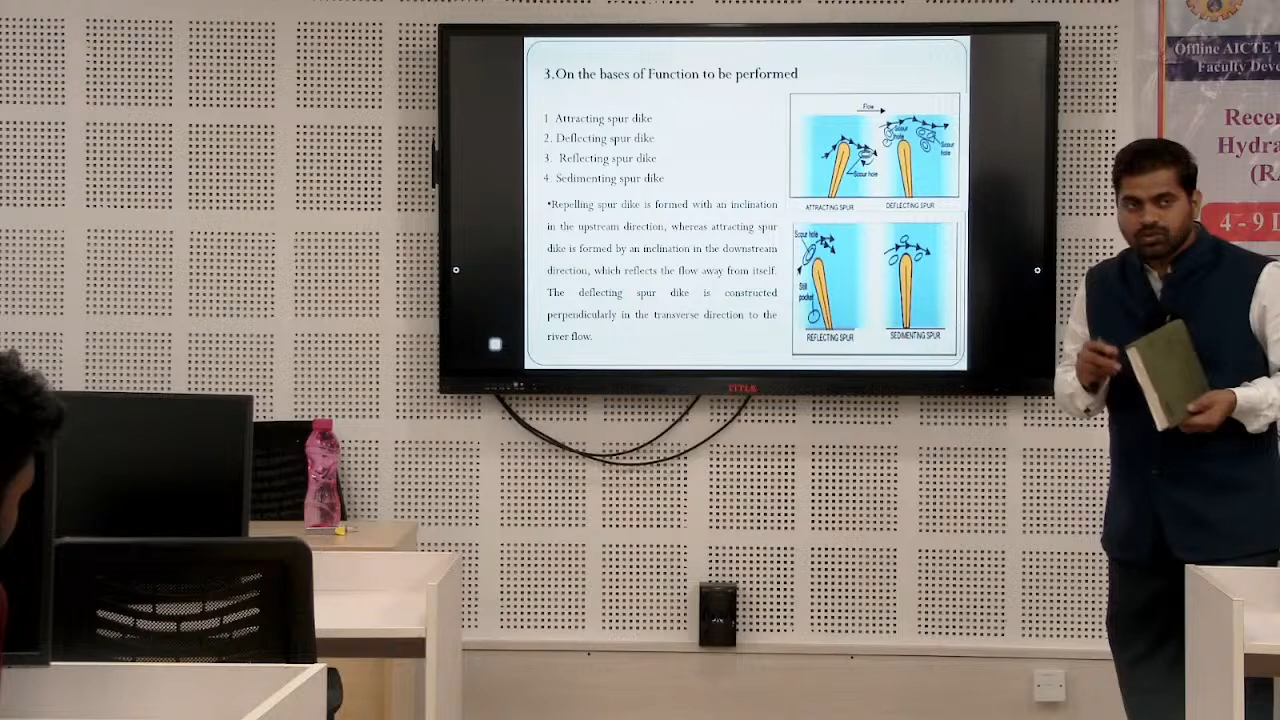 3.On the bases of Function to be performed
1 Attracting spur dike
2. Deflecting spur dike
3. Reflecting spur dike
4. Sedimenting spur dike
•Repelling spur dike is formed with an inclination
in the upstream direction, whereas attracting spur
dike is formed by an inclination in the downstream
direction, which reflects the flow away from itself.
The deflecting spur dike is constructed
perpendicularly in the transverse direction to the
river flow.
Flow
Scour
hole
Scour
hole
Scour hole
ATTRACTING SPUR
DEFLECTING SPUR
Scour hole
Still
pocket
REFLECTING SPUR
SEDIMENTING SPUR
Offline AICTE
Faculty
4 - 9